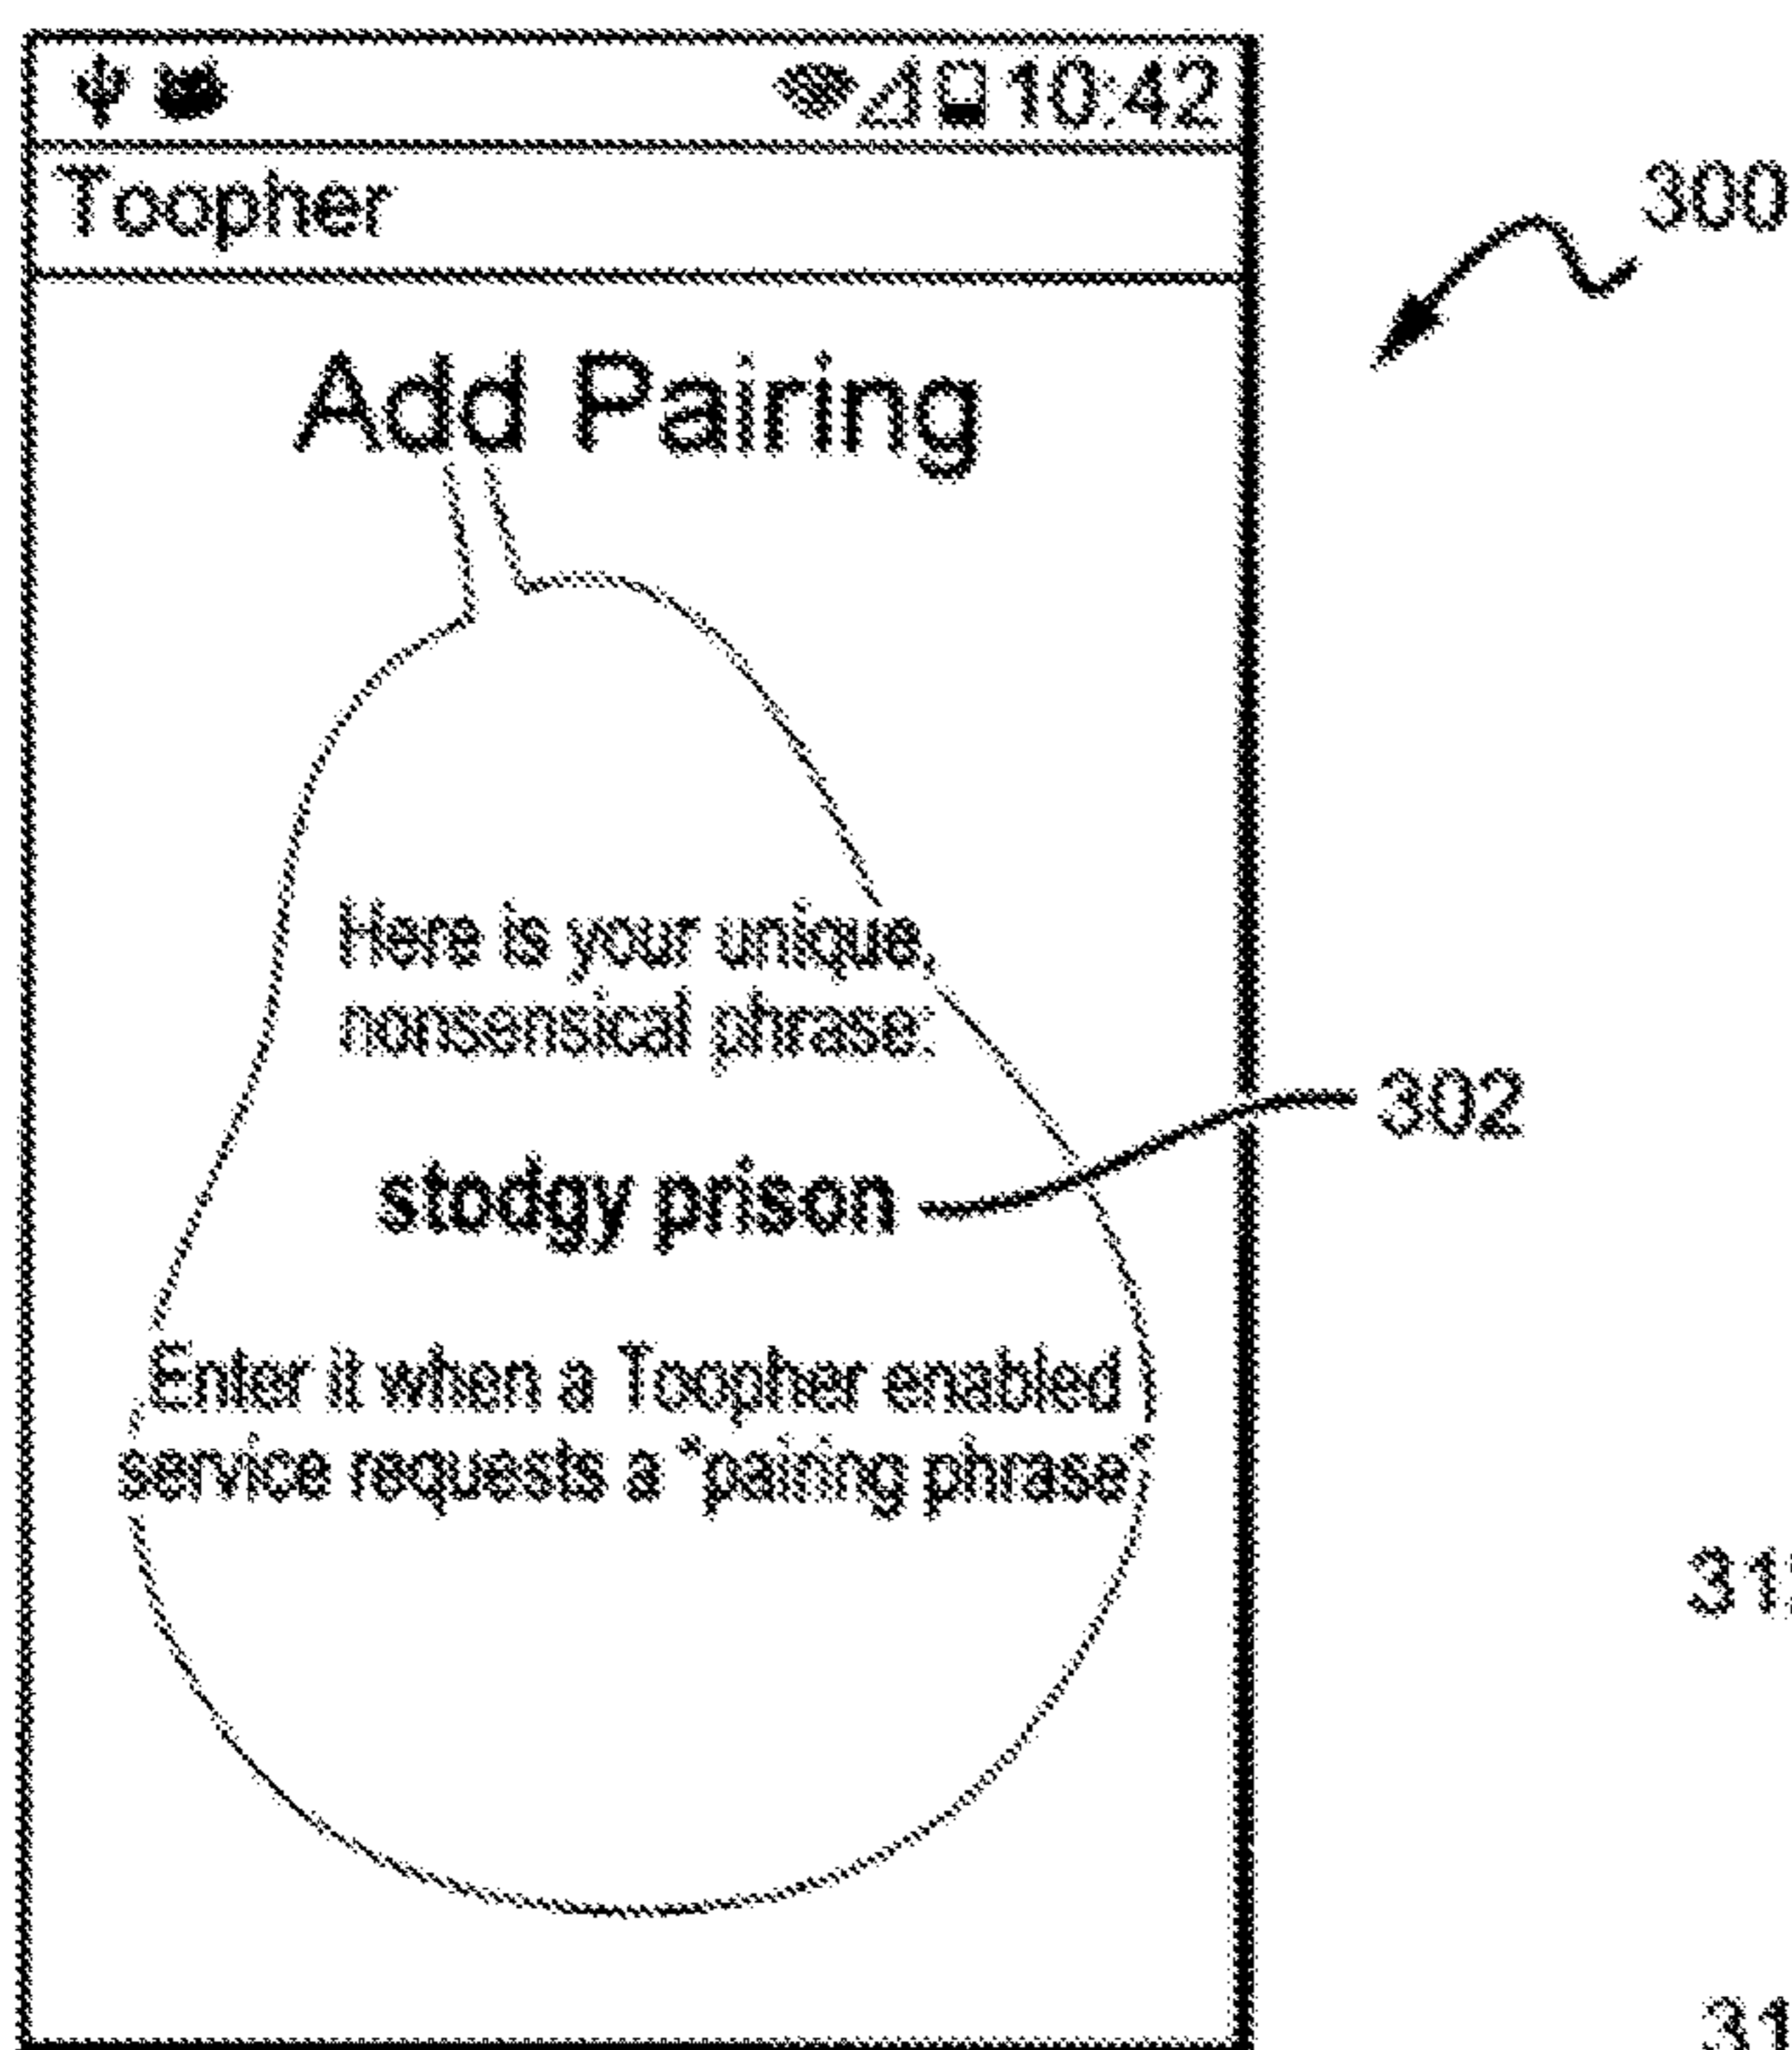 10:42
Toopher
300
Add Pairing
Here is your unique,
nonsensical phrase:
stodgy prison
302
Enter it when a Toopher enabled
service requests a "pairing phrase"